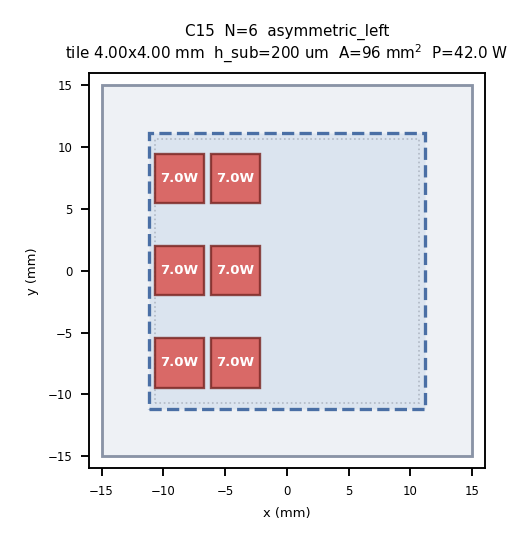 C15  N=6  asymmetric_left
tile 4.00x4.00 mm  h_sub=200 um  A=96 mm²  P=42.0 W
15
10
5
0
−5
−10
−15
y (mm)
7.0W 7.0W
7.0W 7.0W
7.0W 7.0W
−15 −10 −5 0 5 10 15
x (mm)